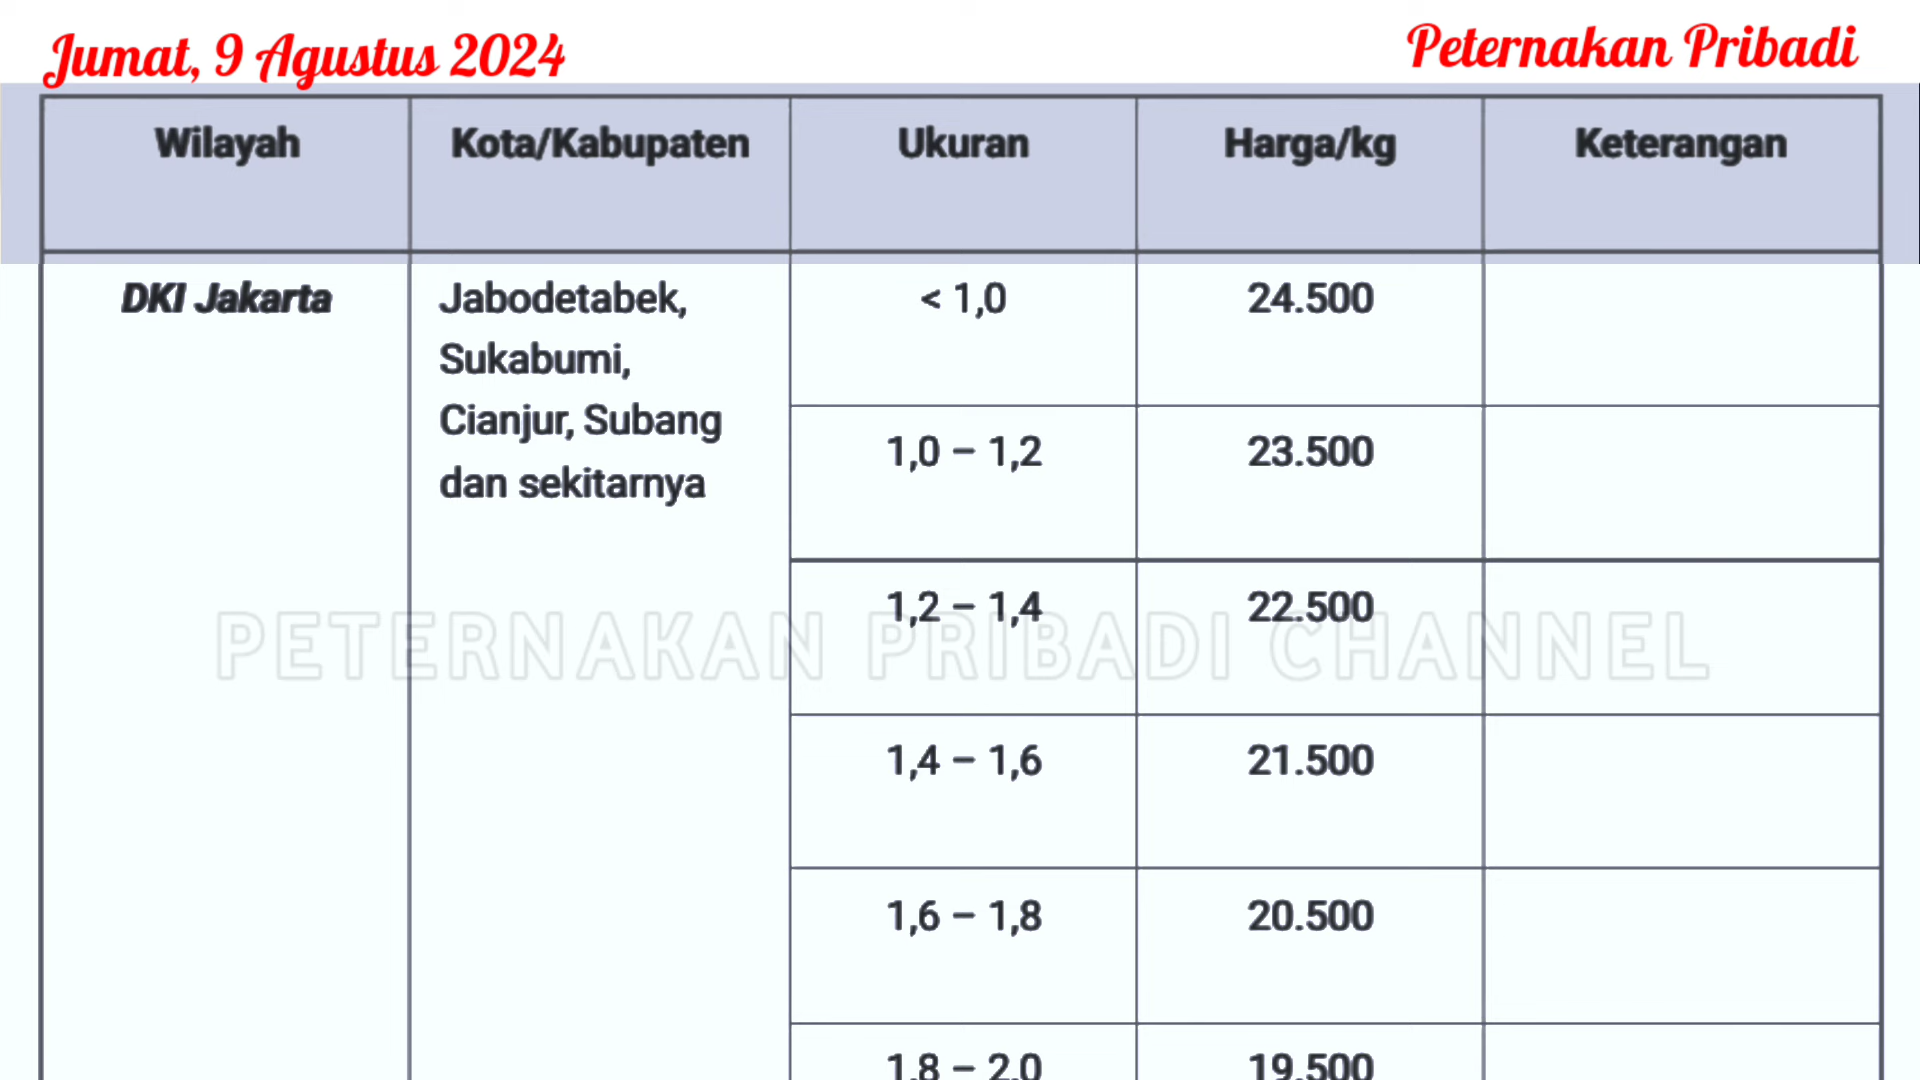 Jumat, 9 Agustus 2024
Peternakan Pribadi
Wilayah Kota/Kabupaten Ukuran Harga/kg Keterangan
DKI Jakarta
Jabodetabek,
Sukabumi,
Cianjur, Subang
dan sekitarnya
< 1,0 24.500
1,0 – 1,2 23.500
1,2 – 1,4 22.500
1,4 – 1,6 21.500
1,6 – 1,8 20.500
1,8 – 2,0 19.500
PETERNAKAN PRIBADI CHANNEL